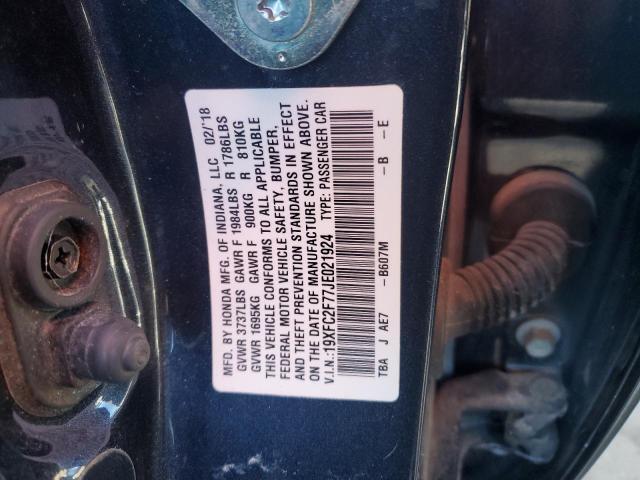 MFD. BY HONDA MFG. OF INDIANA, LLC 02/'18
GVWR 3737LBS GAWR F 1984LBS R 1786LBS
GVWR 1695KG GAWR F 900KG R 810KG
THIS VEHICLE CONFORMS TO ALL APPLICABLE
FEDERAL MOTOR VEHICLE SAFETY, BUMPER,
AND THEFT PREVENTION STANDARDS IN EFFECT
ON THE DATE OF MANUFACTURE SHOWN ABOVE.
V.I.N.:19XFC2F77JE021924 TYPE: PASSENGER CAR
TBA J AE7 -B607M -B -E